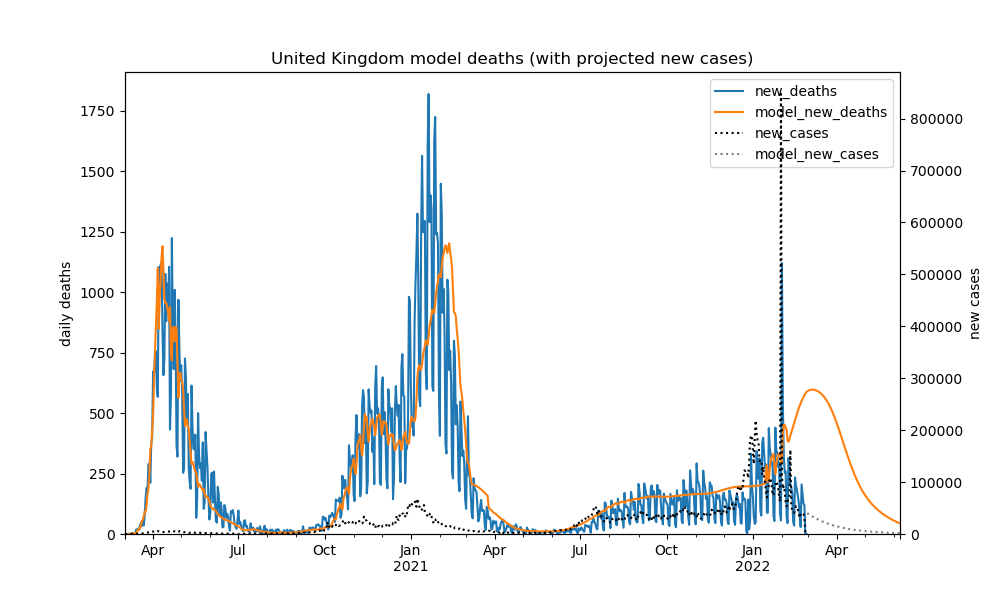 United Kingdom model deaths (with projected new cases)
new_deaths
model_new_deaths
new_cases
model_new_cases
daily deaths
1750
1500
1250
1000
750
500
250
0
800000
700000
600000
500000
400000
300000
200000
100000
0
new cases
Apr Jul Oct Jan Apr Jul Oct Jan Apr
2021 2022